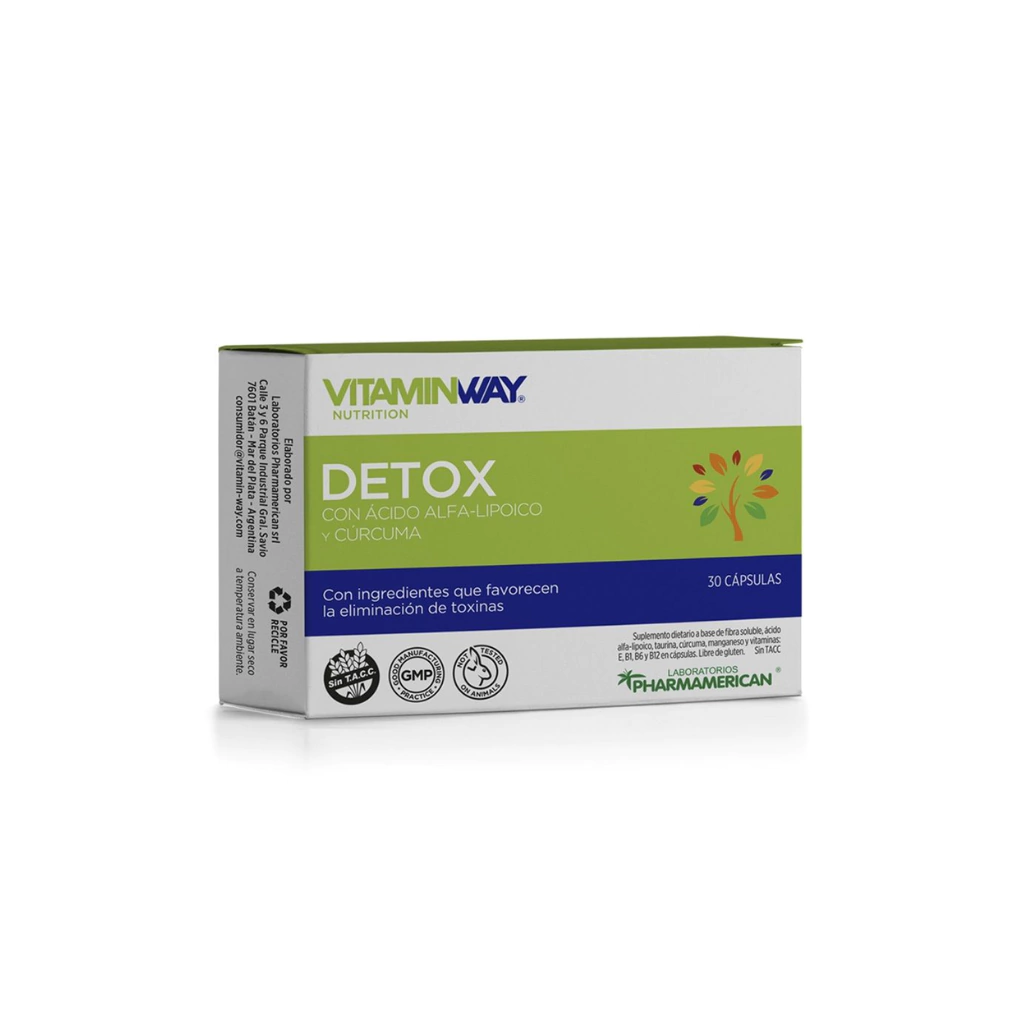 VITAMINWAY®
NUTRITION
DETOX
CON ÁCIDO ALFA-LIPOICO
Y CÚRCUMA
Con ingredientes que favorecen
la eliminación de toxinas
30 CÁPSULAS
Sin T.A.C.C.
GOOD MANUFACTURING
GMP
PRACTICE
NOT TESTED
ON ANIMALS
Suplemento dietario a base de fibra soluble, ácido
alfa-lipoico, taurina, cúrcuma, manganeso y vitaminas:
E, B1, B6 y B12 en cápsulas. Libre de gluten. Sin TACC
LABORATORIOS
PHARMAMERICAN®
Elaborado por
Laboratorios Pharmamerican srl
Calle 3 y 6 Parque Industrial Gral. Savio
7601 Batán - Mar del Plata - Argentina
consumidor@vitamin-way.com
POR FAVOR
RECICLE
Conservar en lugar seco
a temperatura ambiente.